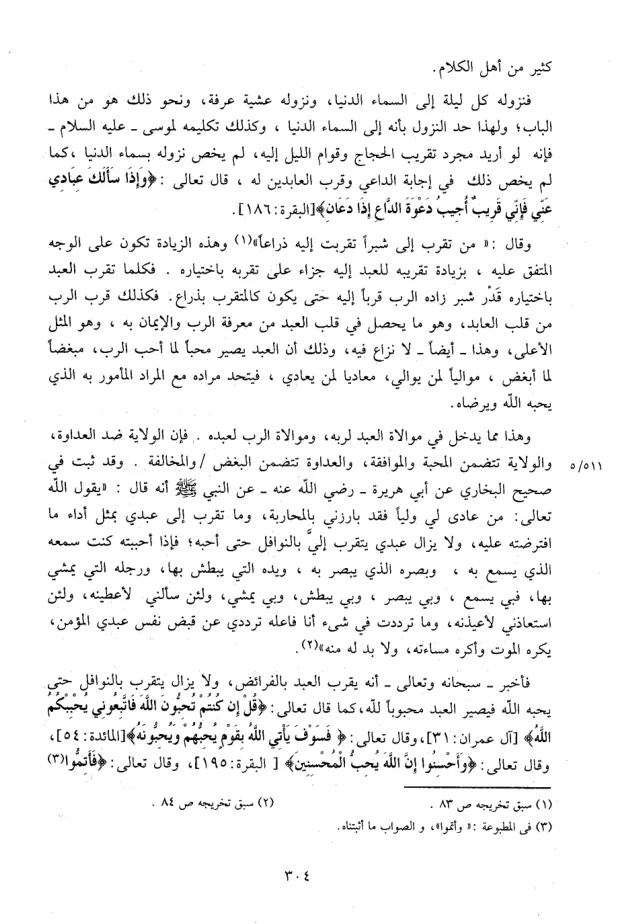 كثير من أهل الكلام.
فنزوله كل ليلة إلى السماء الدنيا، ونزوله عشية عرفة، ونحو ذلك هو من هذا
الباب؛ ولهذا حد النزول بأنه إلى السماء الدنيا ، وكذلك تكليمه لموسى ـ عليه السلام ـ
فإنه لو أريد مجرد تقريب الحجاج وقوام الليل إليه، لم يخص نزوله بسماء الدنيا ،كما
لم يخص ذلك في إجابة الداعي وقرب العابدين له ، قال تعالى :﴿وَإِذَا سَأَلَكَ عِبَادِي
عَنِّي فَإِنِّي قَرِيبٌ أُجِيبُ دَعْوَةَ الدَّاعِ إِذَا دَعَانِ﴾[البقرة:١٨٦].
وقال :« من تقرب إلى شبراً تقربت إليه ذراعاً»(١) وهذه الزيادة تكون على الوجه
المتفق عليه ، بزيادة تقريبه للعبد إليه جزاء على تقربه باختياره . فكلما تقرب العبد
باختياره قَدْر شبر زاده الرب قرباً إليه حتى يكون كالمتقرب بذراع. فكذلك قرب الرب
من قلب العابد، وهو ما يحصل في قلب العبد من معرفة الرب والإيمان به ، وهو المثل
الأعلى، وهذا ـ أيضاً ـ لا نزاع فيه، وذلك أن العبد يصير محباً لما أحب الرب، مبغضاً
لما أبغض ، موالياً لمن يوالي، معاديا لمن يعادي ، فيتحد مراده مع المراد المأمور به الذي
يحبه الله ويرضاه.
وهذا مما يدخل في موالاة العبد لربه، وموالاة الرب لعبده . فإن الولاية ضد العداوة،
٥/٥١١ والولاية تتضمن المحبة والموافقة، والعداوة تتضمن البغض /والمخالفة . وقد ثبت في
صحيح البخاري عن أبي هريرة ـ رضي الله عنه ـ عن النبي ﷺ أنه قال : «يقول الله
تعالى: من عادى لي ولياً فقد بارزني بالمحاربة، وما تقرب إلى عبدي بمثل أداء ما
افترضته عليه، ولا يزال عبدي يتقرب إليَّ بالنوافل حتى أحبه؛ فإذا أحببته كنت سمعه
الذي يسمع به ، وبصره الذي يبصر به ، ويده التي يبطش بها، ورجله التي يمشي
بها، فبي يسمع ، وبي يبصر ، وبي يبطش، وبي يمشي، ولئن سألني لأعطينه، ولئن
استعاذني لأعيذنه، وما ترددت في شىء أنا فاعله ترددي عن قبض نفس عبدي المؤمن،
يكره الموت وأكره مساءته، ولا بد له منه»(٢).
فأخبر ـ سبحانه وتعالى ـ أنه يقرب العبد بالفرائض، ولا يزال يتقرب بالنوافل حتى
يحبه الله فيصير العبد محبوباً لله،كما قال تعالى:﴿قُلْ إِن كُنتُمْ تُحِبُّونَ اللَّهَ فَاتَّبِعُونِي يُحْبِبْكُمُ
اللَّهُ﴾ [آل عمران:٣١]،وقال تعالى:﴿ فَسَوْفَ يَأْتِي اللَّهُ بِقَوْمٍ يُحِبُّهُمْ وَيُحِبُّونَهُ﴾[المائدة:٥٤]،
وقال تعالى:﴿وَأَحْسِنُوا إِنَّ اللَّهَ يُحِبُّ الْمُحْسِنِينَ﴾ [ البقرة:١٩٥]، وقال تعالى:﴿فَأَتِمُّوا(٣)
(١) سبق تخريجه ص ٨٣ . (٢) سبق تخريجه ص ٨٤ .
(٣) فى المطبوعة :« وأتموا»، و الصواب ما أثبتناه.
٣٠٤